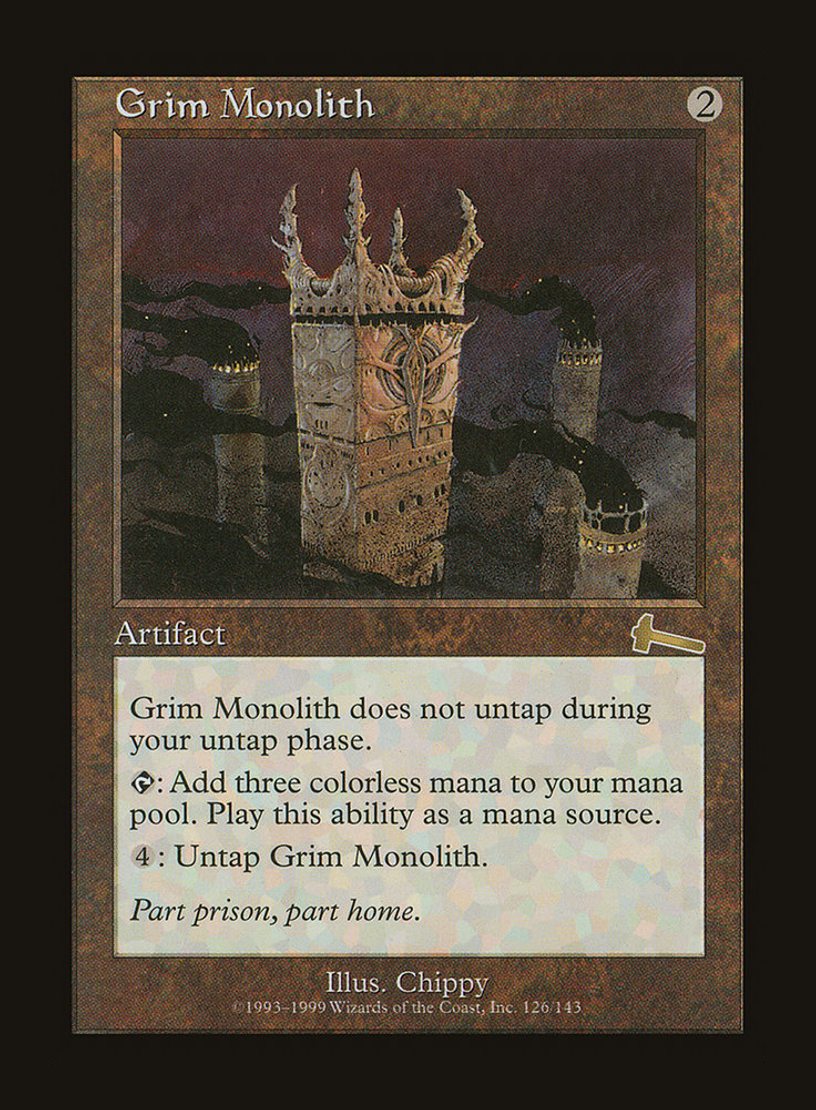 Grim Monolith 2
Artifact
Grim Monolith does not untap during
your untap phase.
: Add three colorless mana to your mana
pool. Play this ability as a mana source.
4: Untap Grim Monolith.
Part prison, part home.
Illus. Chippy
©1993–1999 Wizards of the Coast, Inc. 126/143